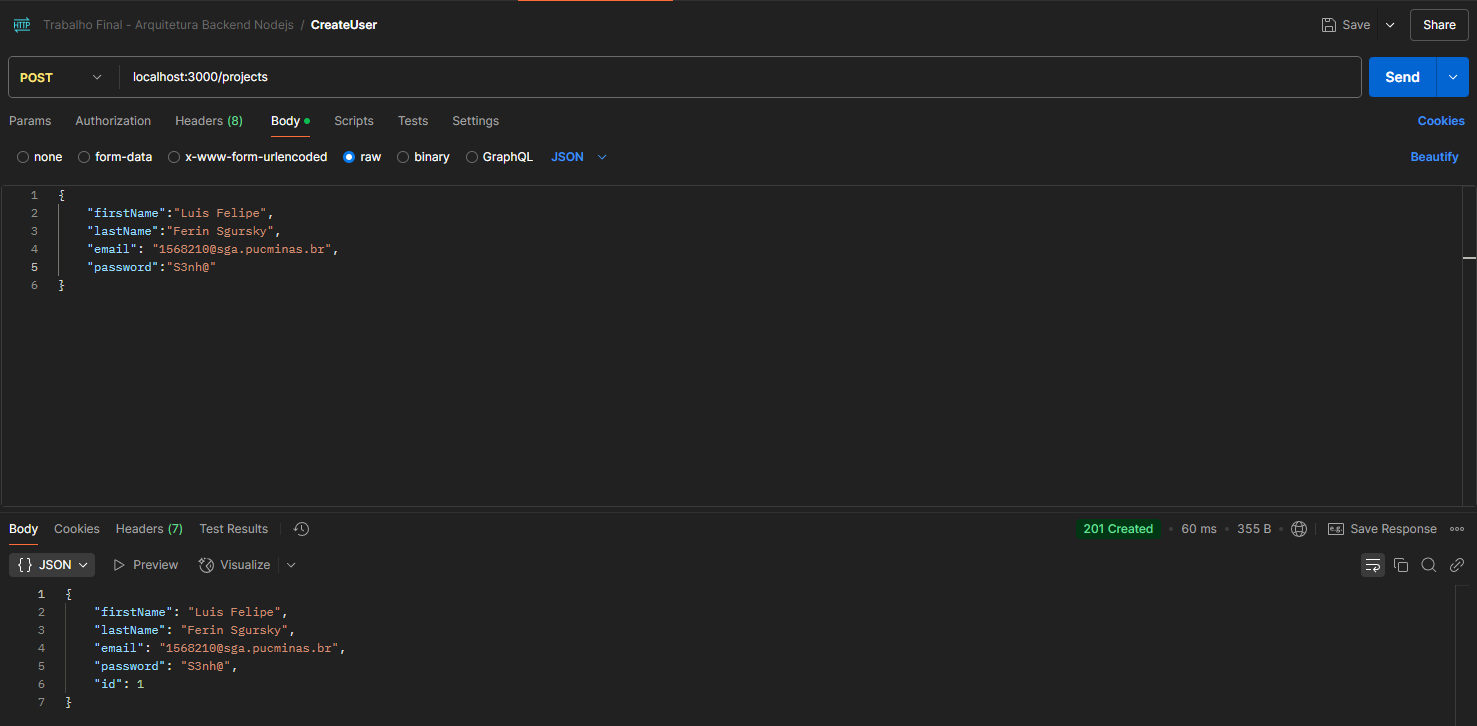 HTTP Trabalho Final - Arquitetura Backend Nodejs / CreateUser Save Share
POST localhost:3000/projects Send
Params Authorization Headers (8) Body Scripts Tests Settings Cookies
none form-data x-www-form-urlencoded raw binary GraphQL JSON Beautify
1 {
2 "firstName":"Luis Felipe",
3 "lastName":"Ferin Sgursky",
4 "email": "1568210@sga.pucminas.br",
5 "password":"S3nh@"
6 }
Body Cookies Headers (7) Test Results 201 Created • 60 ms • 355 B • e.g. Save Response
{} JSON Preview Visualize
1 {
2 "firstName": "Luis Felipe",
3 "lastName": "Ferin Sgursky",
4 "email": "1568210@sga.pucminas.br",
5 "password": "S3nh@",
6 "id": 1
7 }